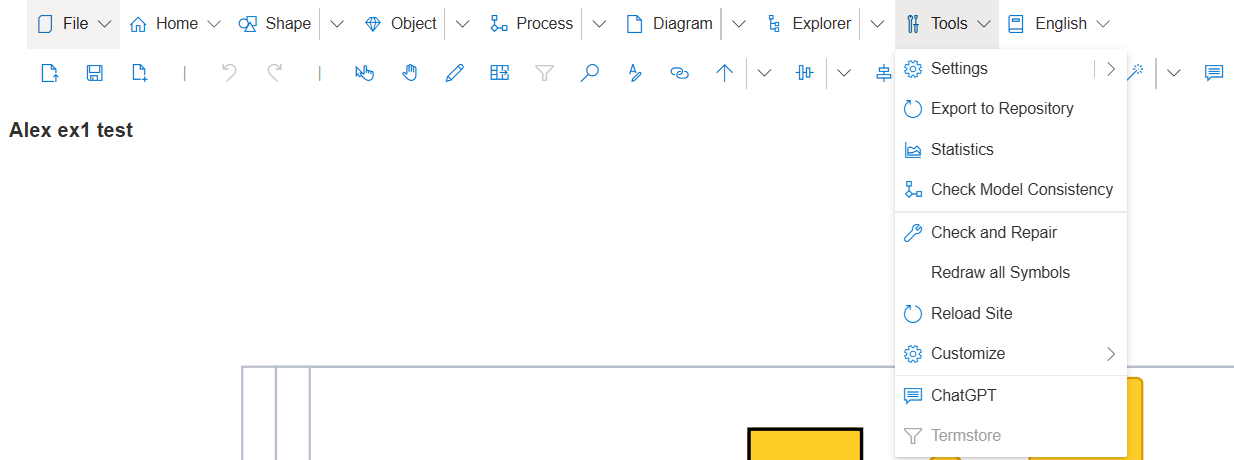 File Home Shape Object Process Diagram Explorer Tools English
Settings
Export to Repository
Alex ex1 test
Statistics
Check Model Consistency
Check and Repair
Redraw all Symbols
Reload Site
Customize
ChatGPT
Termstore